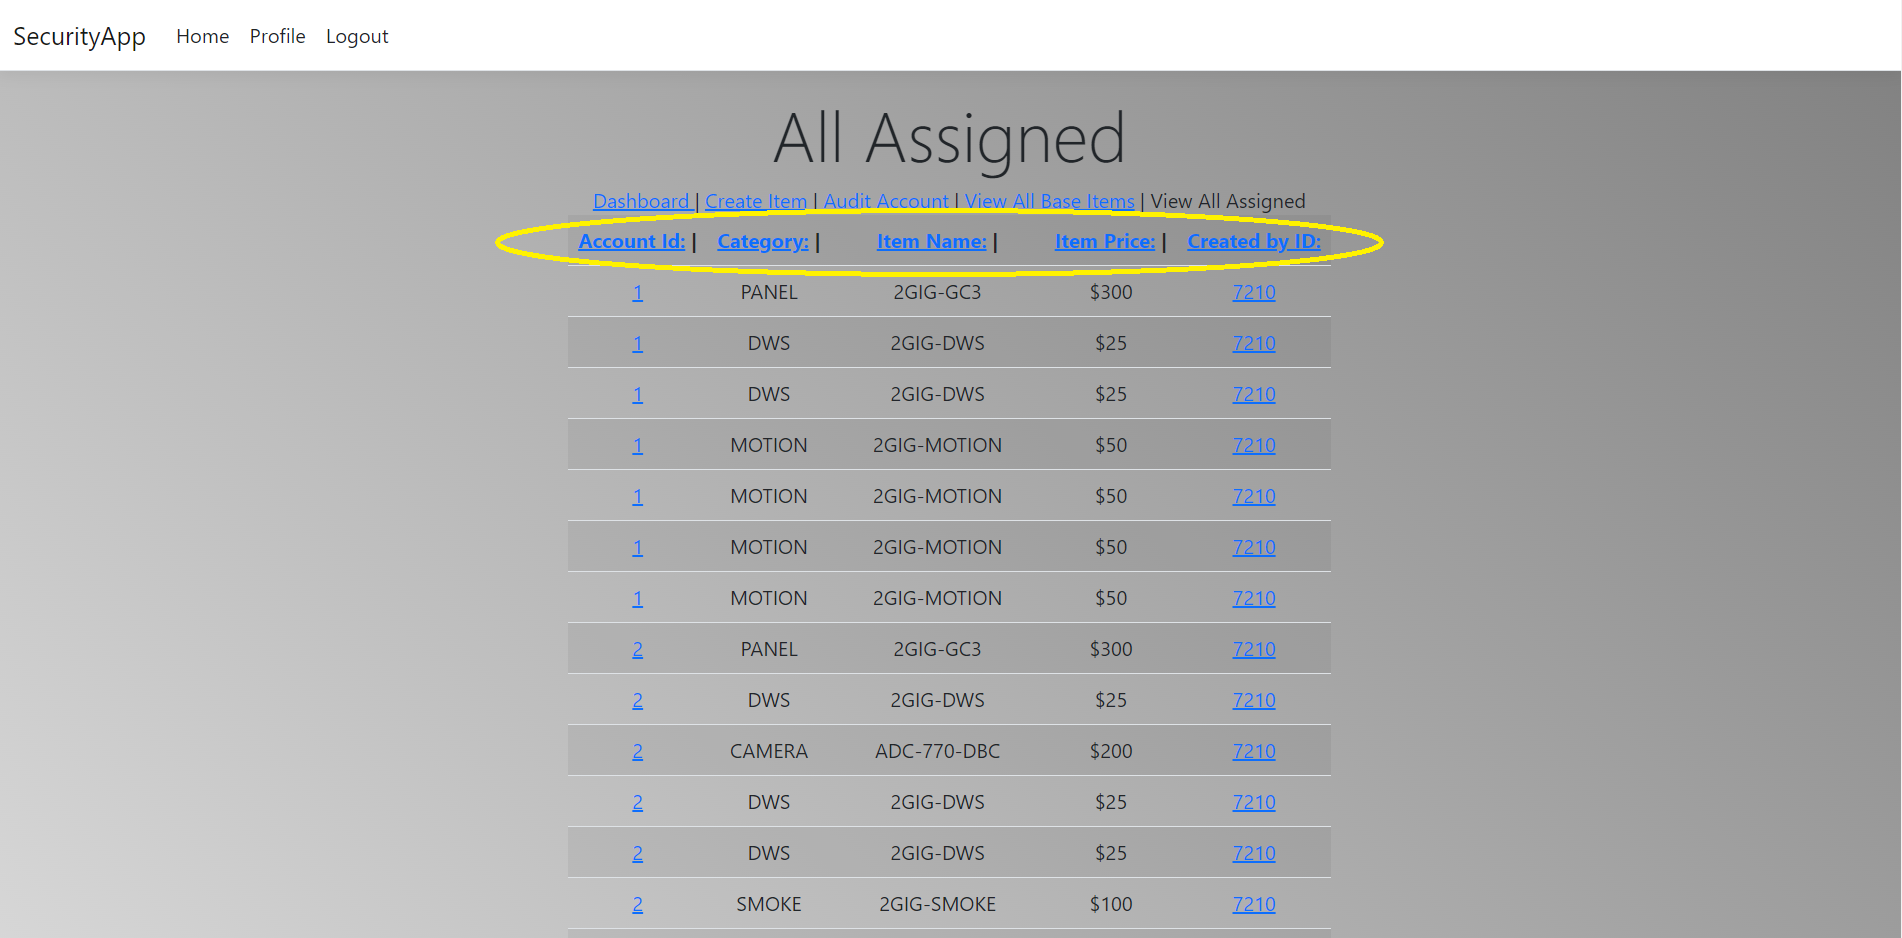 SecurityApp Home Profile Logout
All Assigned
Dashboard | Create Item | Audit Account | View All Base Items | View All Assigned
Account Id: | Category: | Item Name: | Item Price: | Created by ID:
1 PANEL 2GIG-GC3 $300 7210
1 DWS 2GIG-DWS $25 7210
1 DWS 2GIG-DWS $25 7210
1 MOTION 2GIG-MOTION $50 7210
1 MOTION 2GIG-MOTION $50 7210
1 MOTION 2GIG-MOTION $50 7210
1 MOTION 2GIG-MOTION $50 7210
2 PANEL 2GIG-GC3 $300 7210
2 DWS 2GIG-DWS $25 7210
2 CAMERA ADC-770-DBC $200 7210
2 DWS 2GIG-DWS $25 7210
2 DWS 2GIG-DWS $25 7210
2 SMOKE 2GIG-SMOKE $100 7210